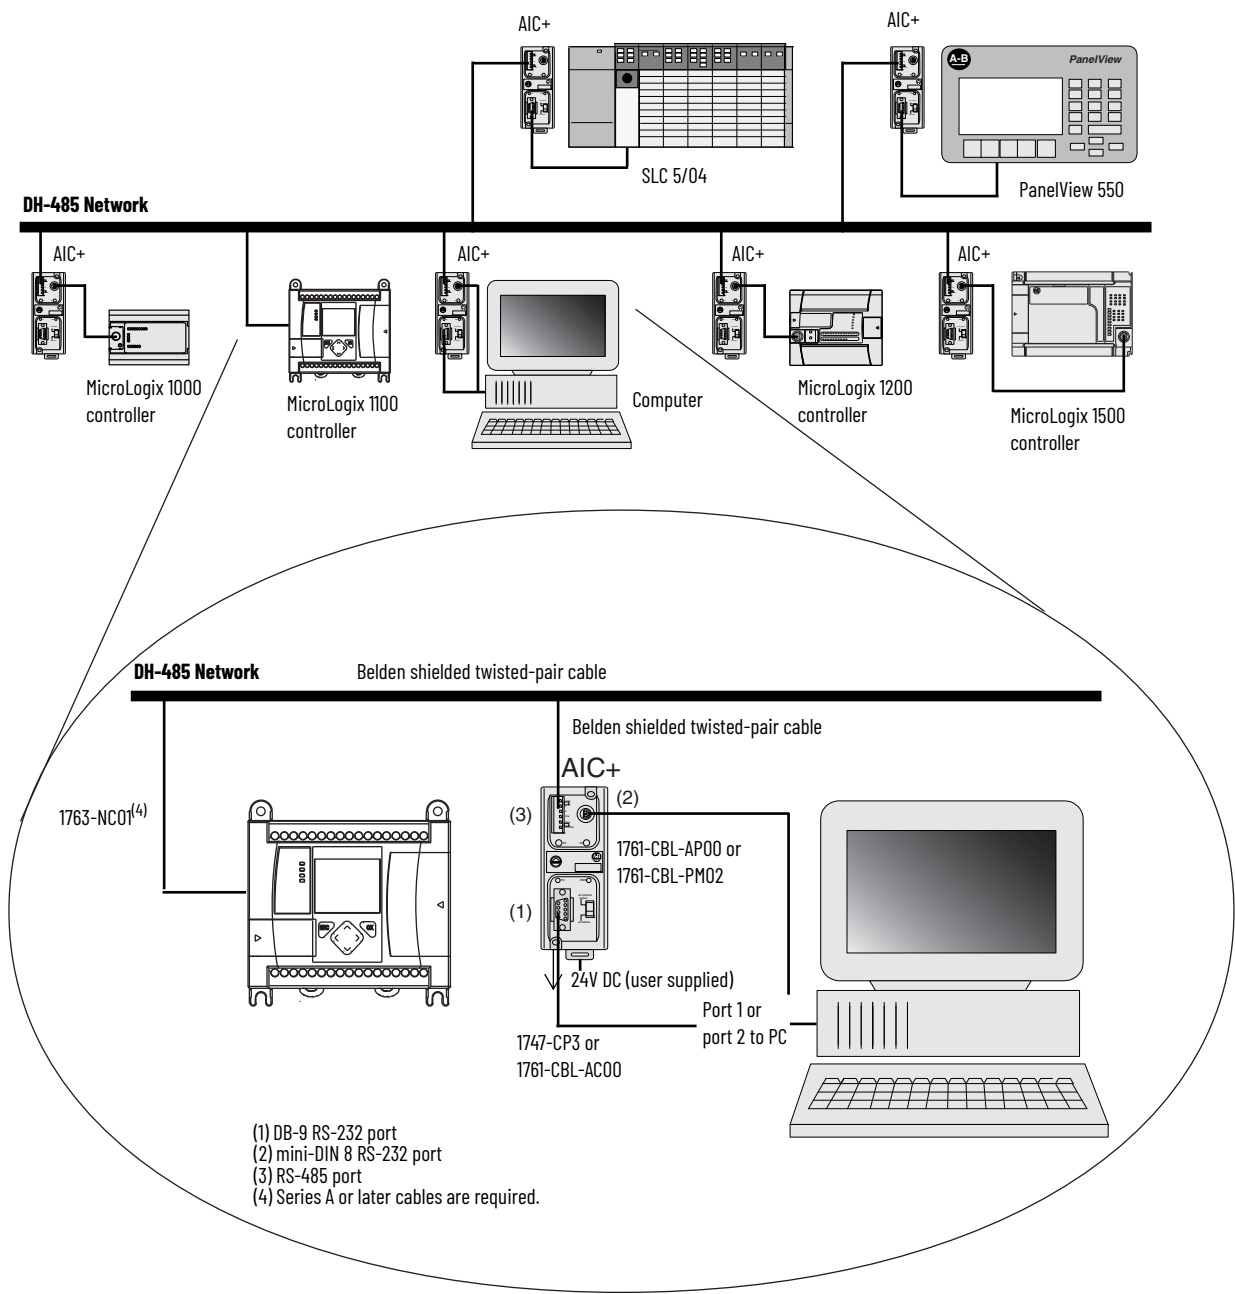 AIC+
AIC+
A-B
PanelView
SLC 5/04
PanelView 550
DH-485 Network
AIC+
AIC+
AIC+
AIC+
MicroLogix 1000
controller
MicroLogix 1100
controller
Computer
MicroLogix 1200
controller
MicroLogix 1500
controller
DH-485 Network
Belden shielded twisted-pair cable
Belden shielded twisted-pair cable
AIC+
(2)
(3)
1763-NC01(4)
1761-CBL-AP00 or
1761-CBL-PM02
(1)
ESC
OK
24V DC (user supplied)
Port 1 or
port 2 to PC
1747-CP3 or
1761-CBL-AC00
(1) DB-9 RS-232 port
(2) mini-DIN 8 RS-232 port
(3) RS-485 port
(4) Series A or later cables are required.